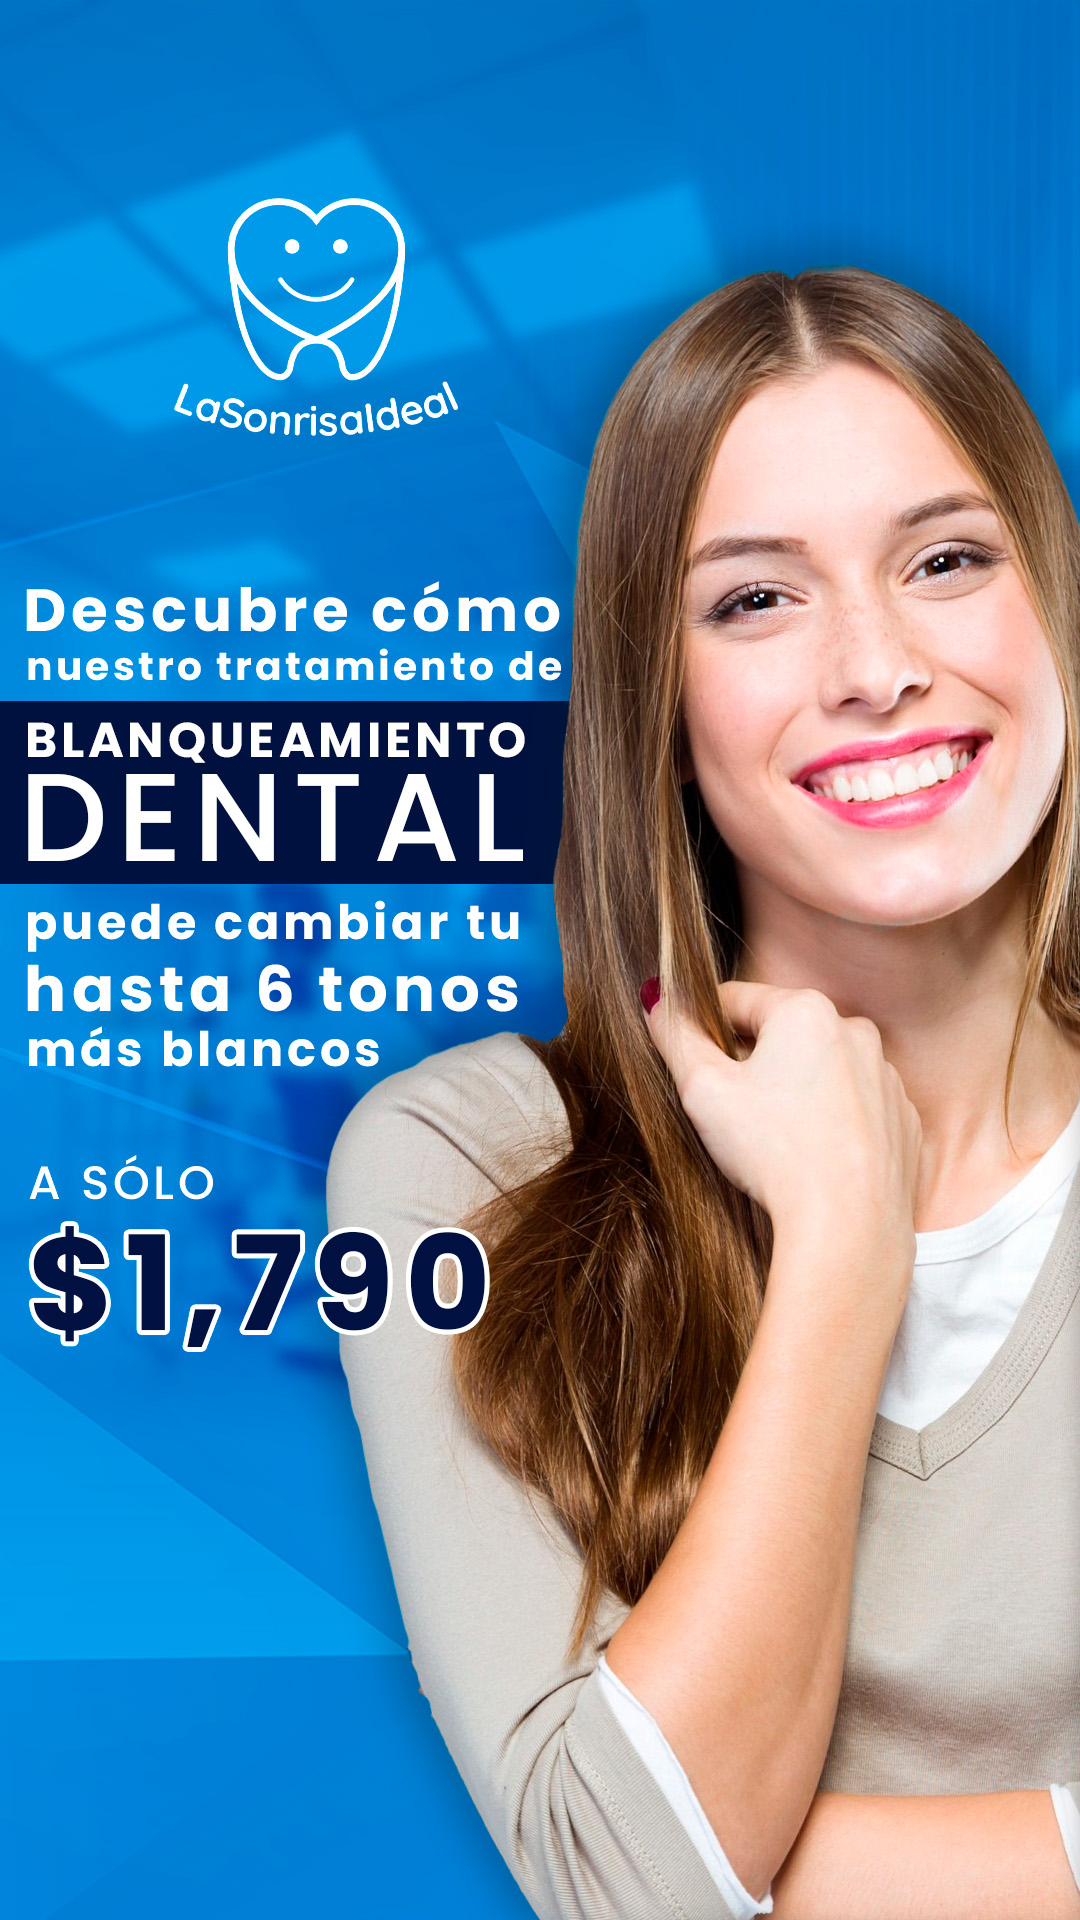 LaSonrisaIdeal
Descubre cómo
nuestro tratamiento de
BLANQUEAMIENTO
DENTAL
puede cambiar tu
hasta 6 tonos
más blancos
A SÓLO
$1,790